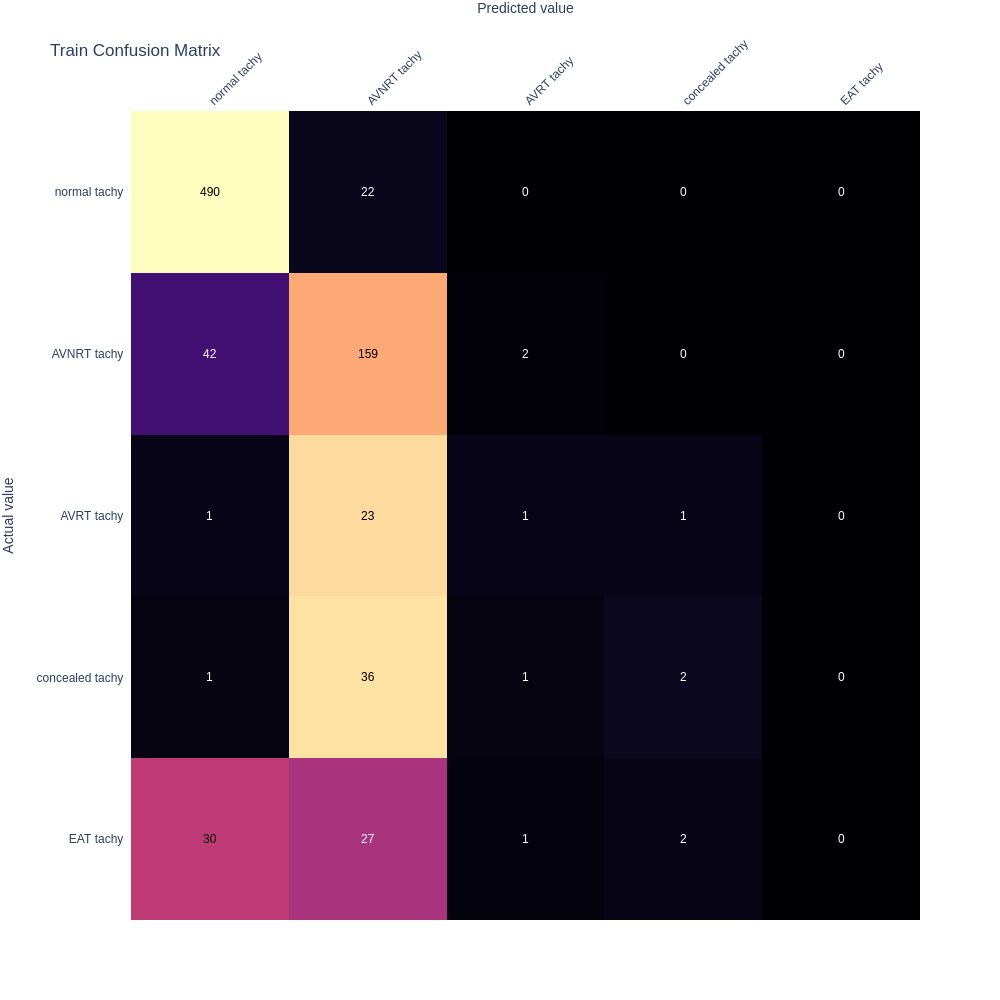 Predicted value
Train Confusion Matrix
normal tachy AVNRT tachy AVRT tachy concealed tachy EAT tachy
normal tachy 490 22 0 0 0
AVNRT tachy 42 159 2 0 0
Actual value
AVRT tachy 1 23 1 1 0
concealed tachy 1 36 1 2 0
EAT tachy 30 27 1 2 0